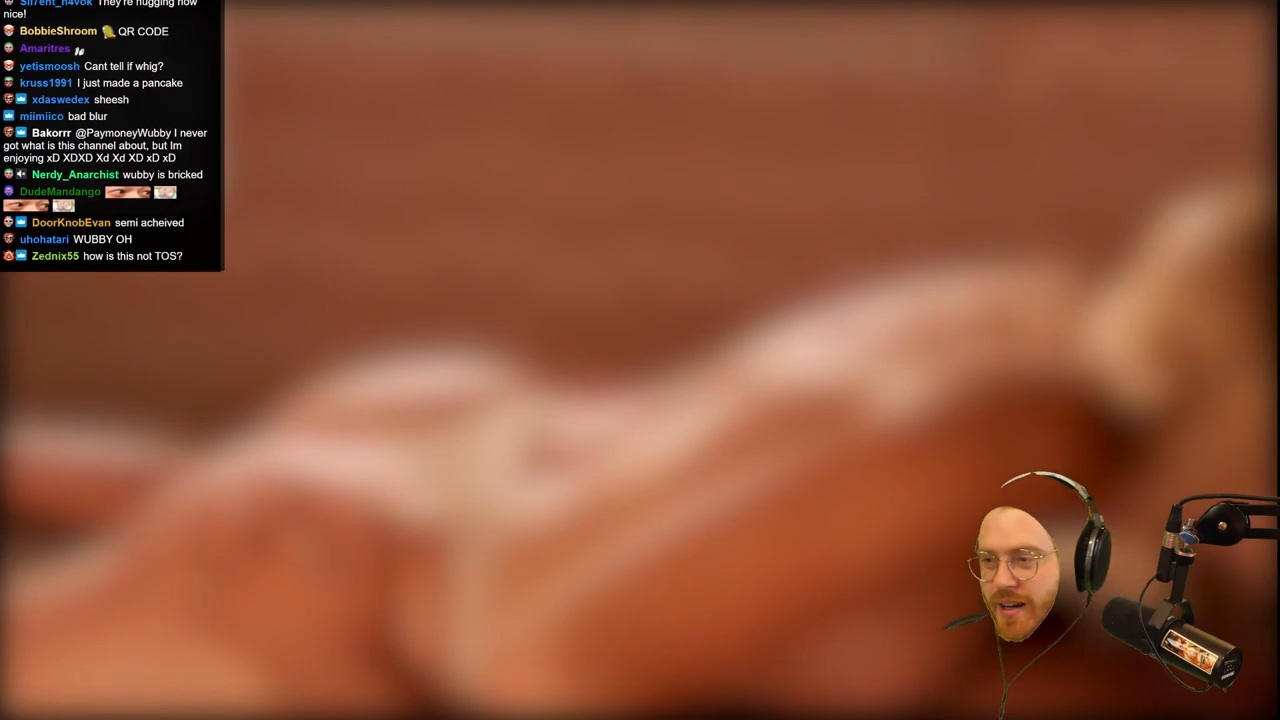 Sil7ent_h4vok They're hugging now
nice!
BobbieShroom QR CODE
Amaritres
yetismoosh Cant tell if whig?
kruss1991 I just made a pancake
xdaswedex sheesh
miimiico bad blur
Bakorrr @PaymoneyWubby I never
got what is this channel about, but Im
enjoying xD XDXD Xd Xd XD xD xD
Nerdy_Anarchist wubby is bricked
DudeMandango
DoorKnobEvan semi acheived
uhohatari WUBBY OH
Zednix55 how is this not TOS?